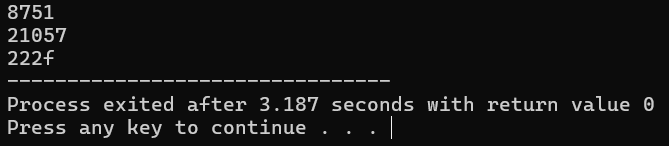 8751
21057
222f
--------------------------------
Process exited after 3.187 seconds with return value 0
Press any key to continue . . .